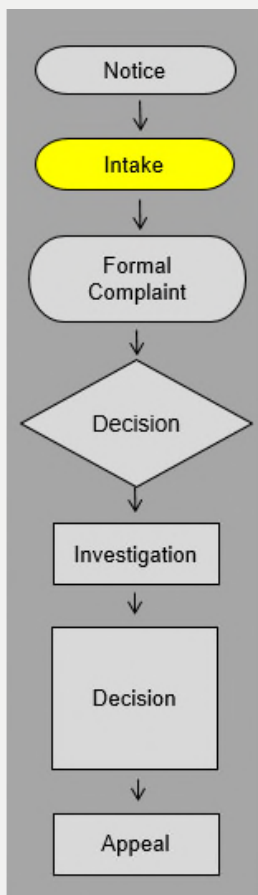 Notice
Intake
Formal
Complaint
Decision
Investigation
Decision
Appeal